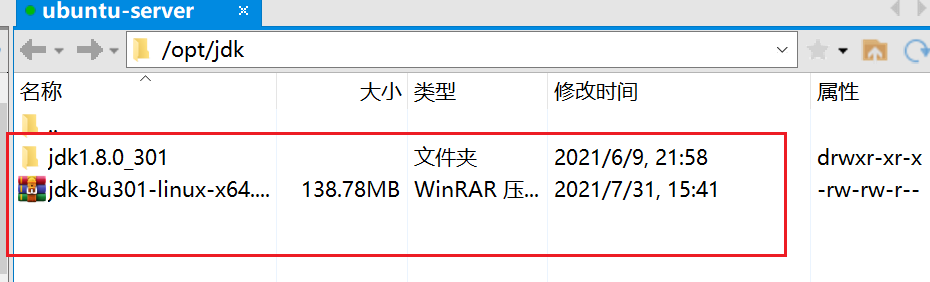 ubuntu-server ×
/opt/jdk
名称 大小 类型 修改时间 属性
..
jdk1.8.0_301 文件夹 2021/6/9, 21:58 drwxr-xr-x
jdk-8u301-linux-x64.... 138.78MB WinRAR 压... 2021/7/31, 15:41 -rw-rw-r--